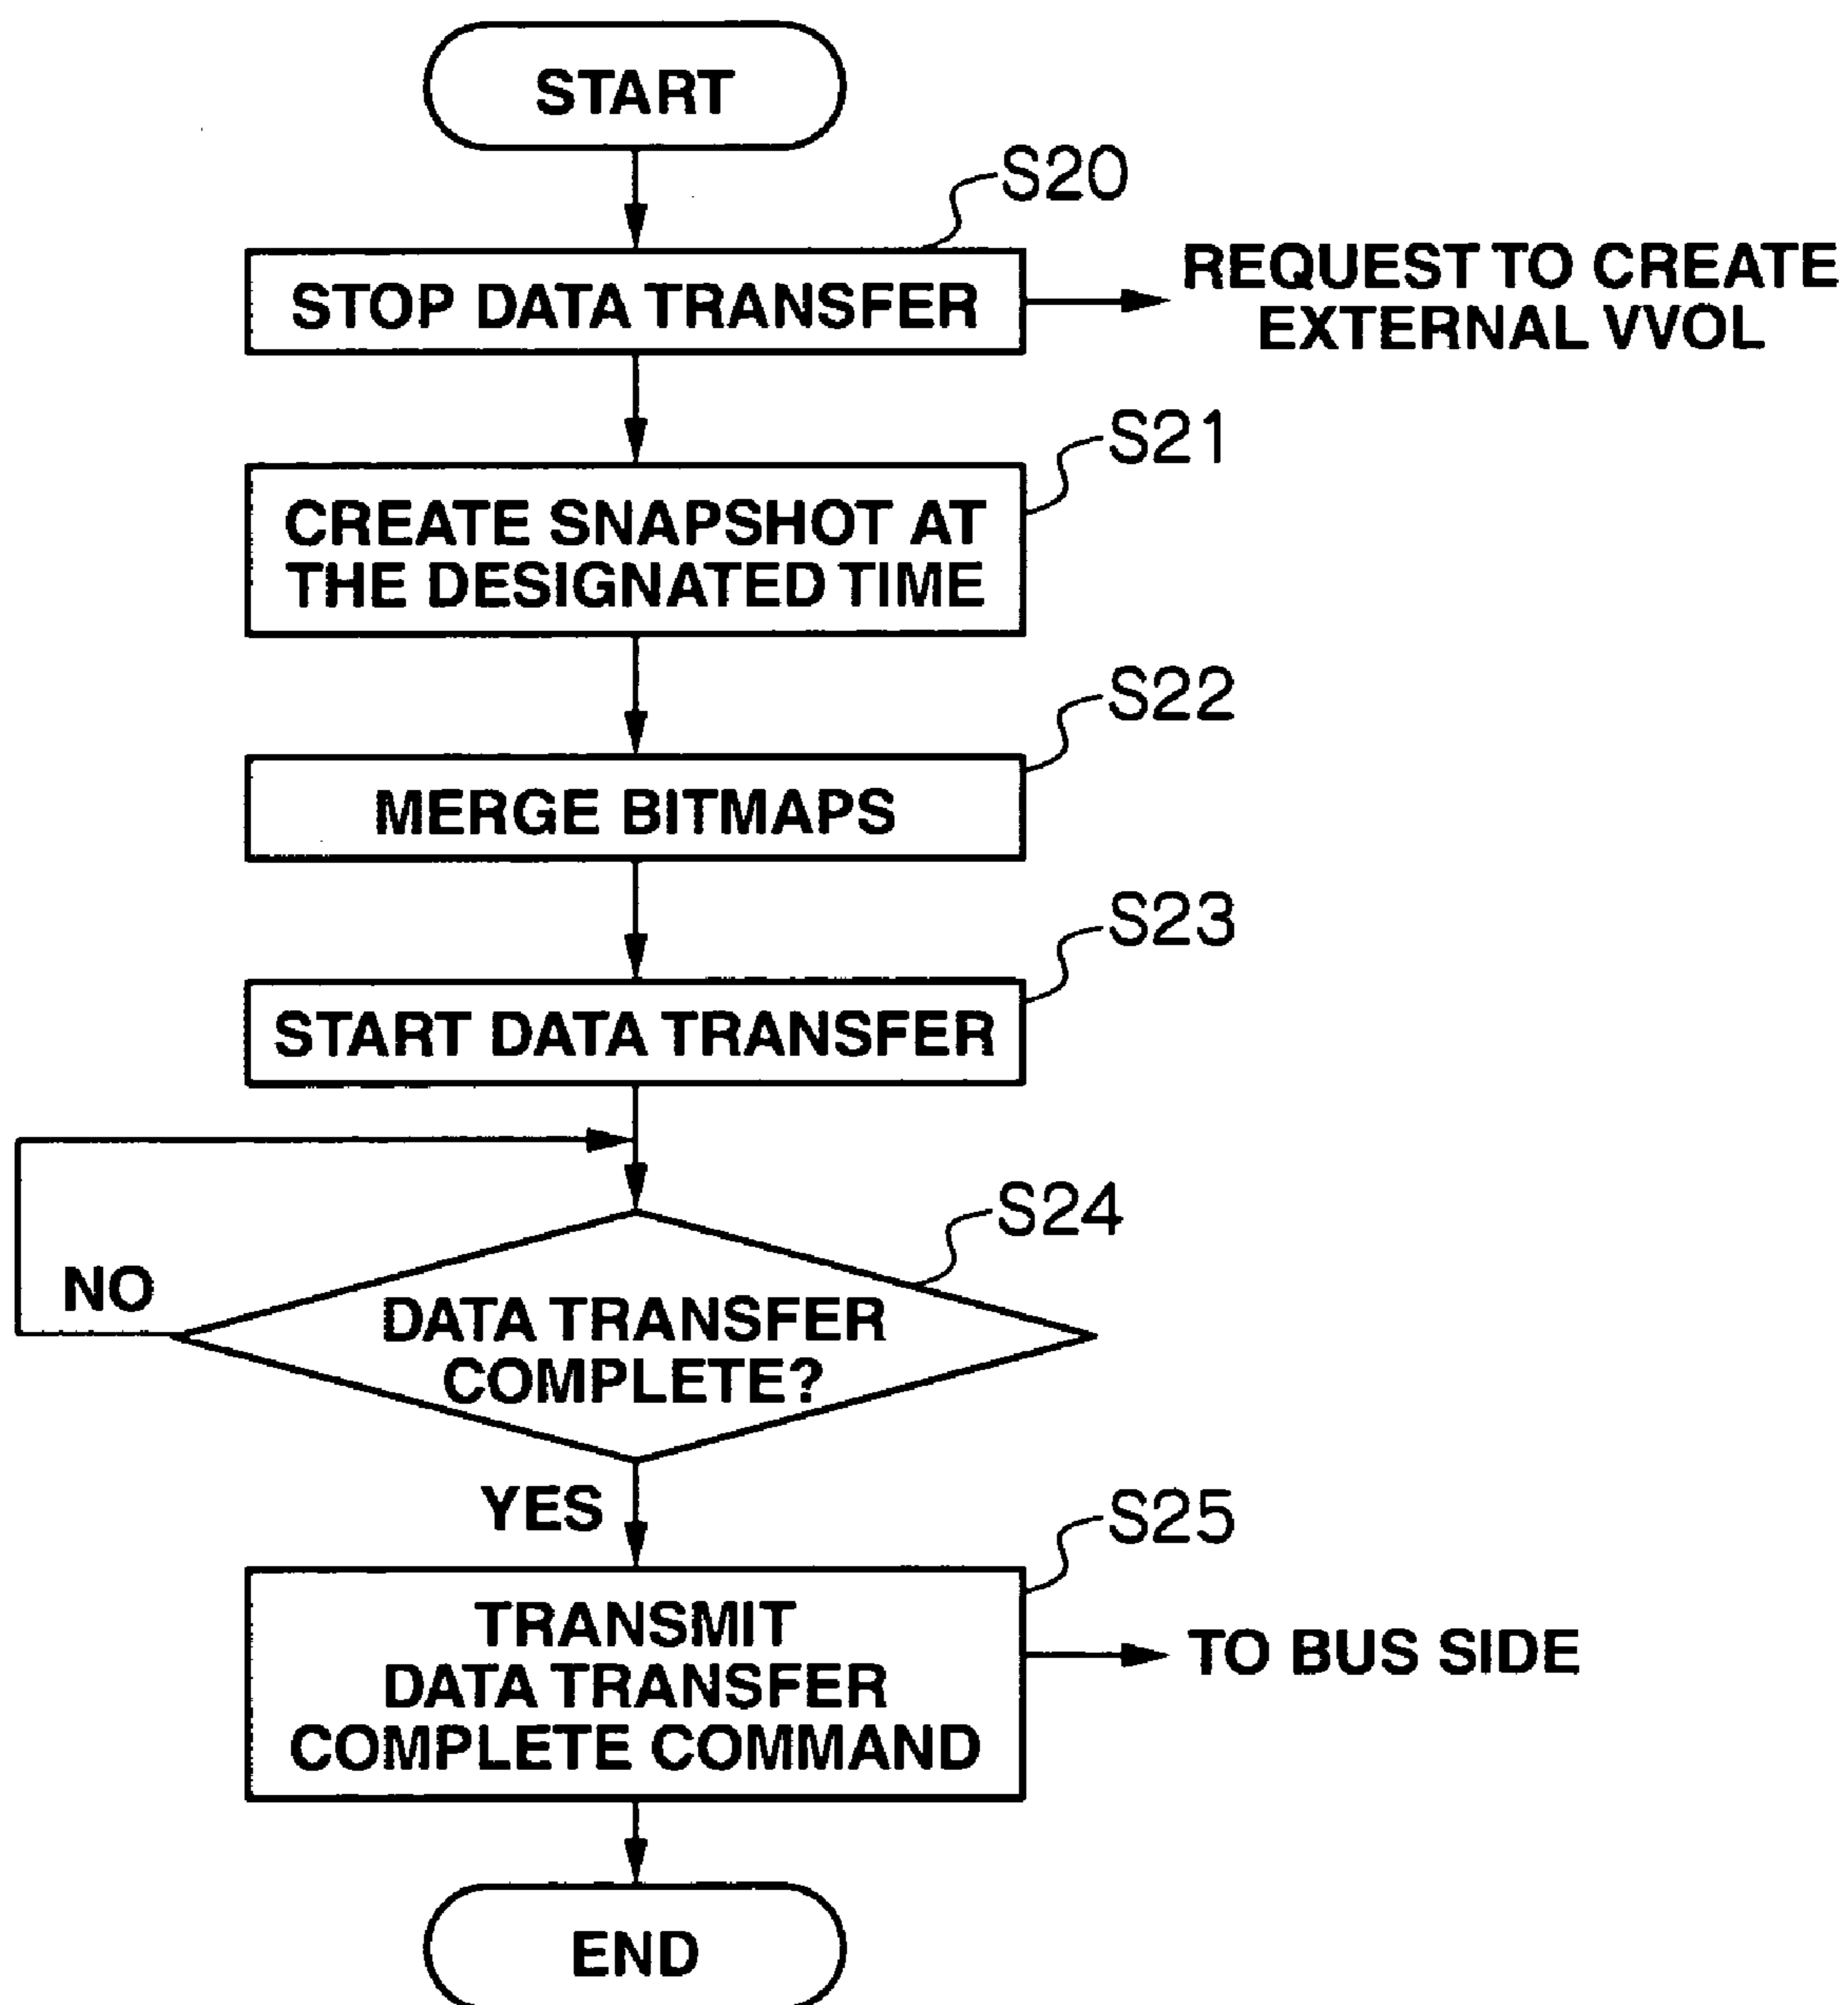 START
S20
STOP DATA TRANSFER
REQUEST TO CREATE
EXTERNAL VVOL
S21
CREATE SNAPSHOT AT
THE DESIGNATED TIME
S22
MERGE BITMAPS
S23
START DATA TRANSFER
S24
NO
DATA TRANSFER
COMPLETE?
YES
S25
TRANSMIT
DATA TRANSFER
COMPLETE COMMAND
TO BUS SIDE
END